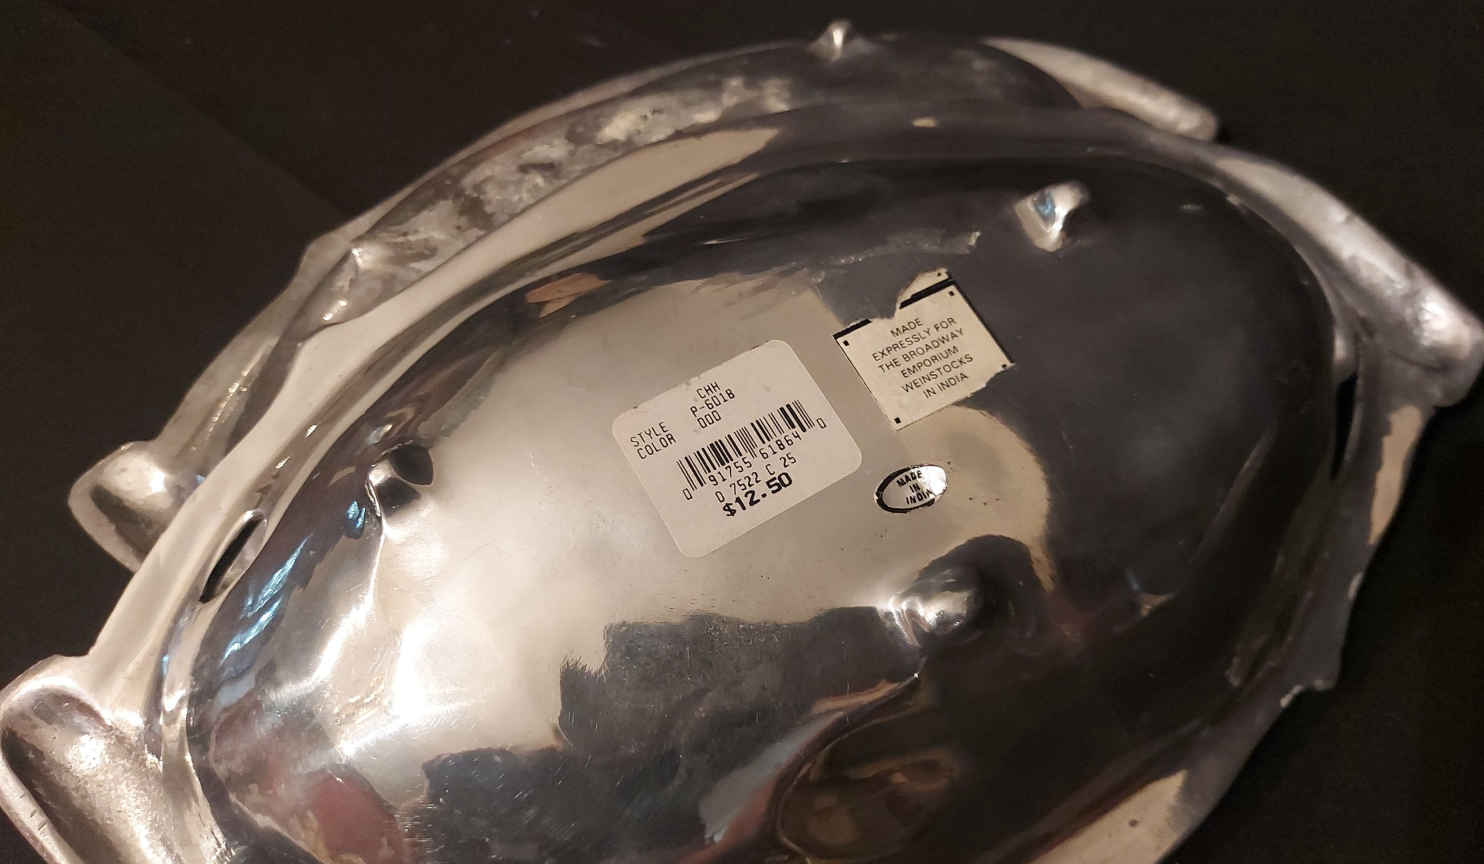 CHH
STYLE P-6018
COLOR 000
0 91755 61864 0
D 7522 C 25
$12.50
MADE
EXPRESSLY FOR
THE BROADWAY
EMPORIUM
WEINSTOCKS
IN INDIA
MADE
IN
INDIA